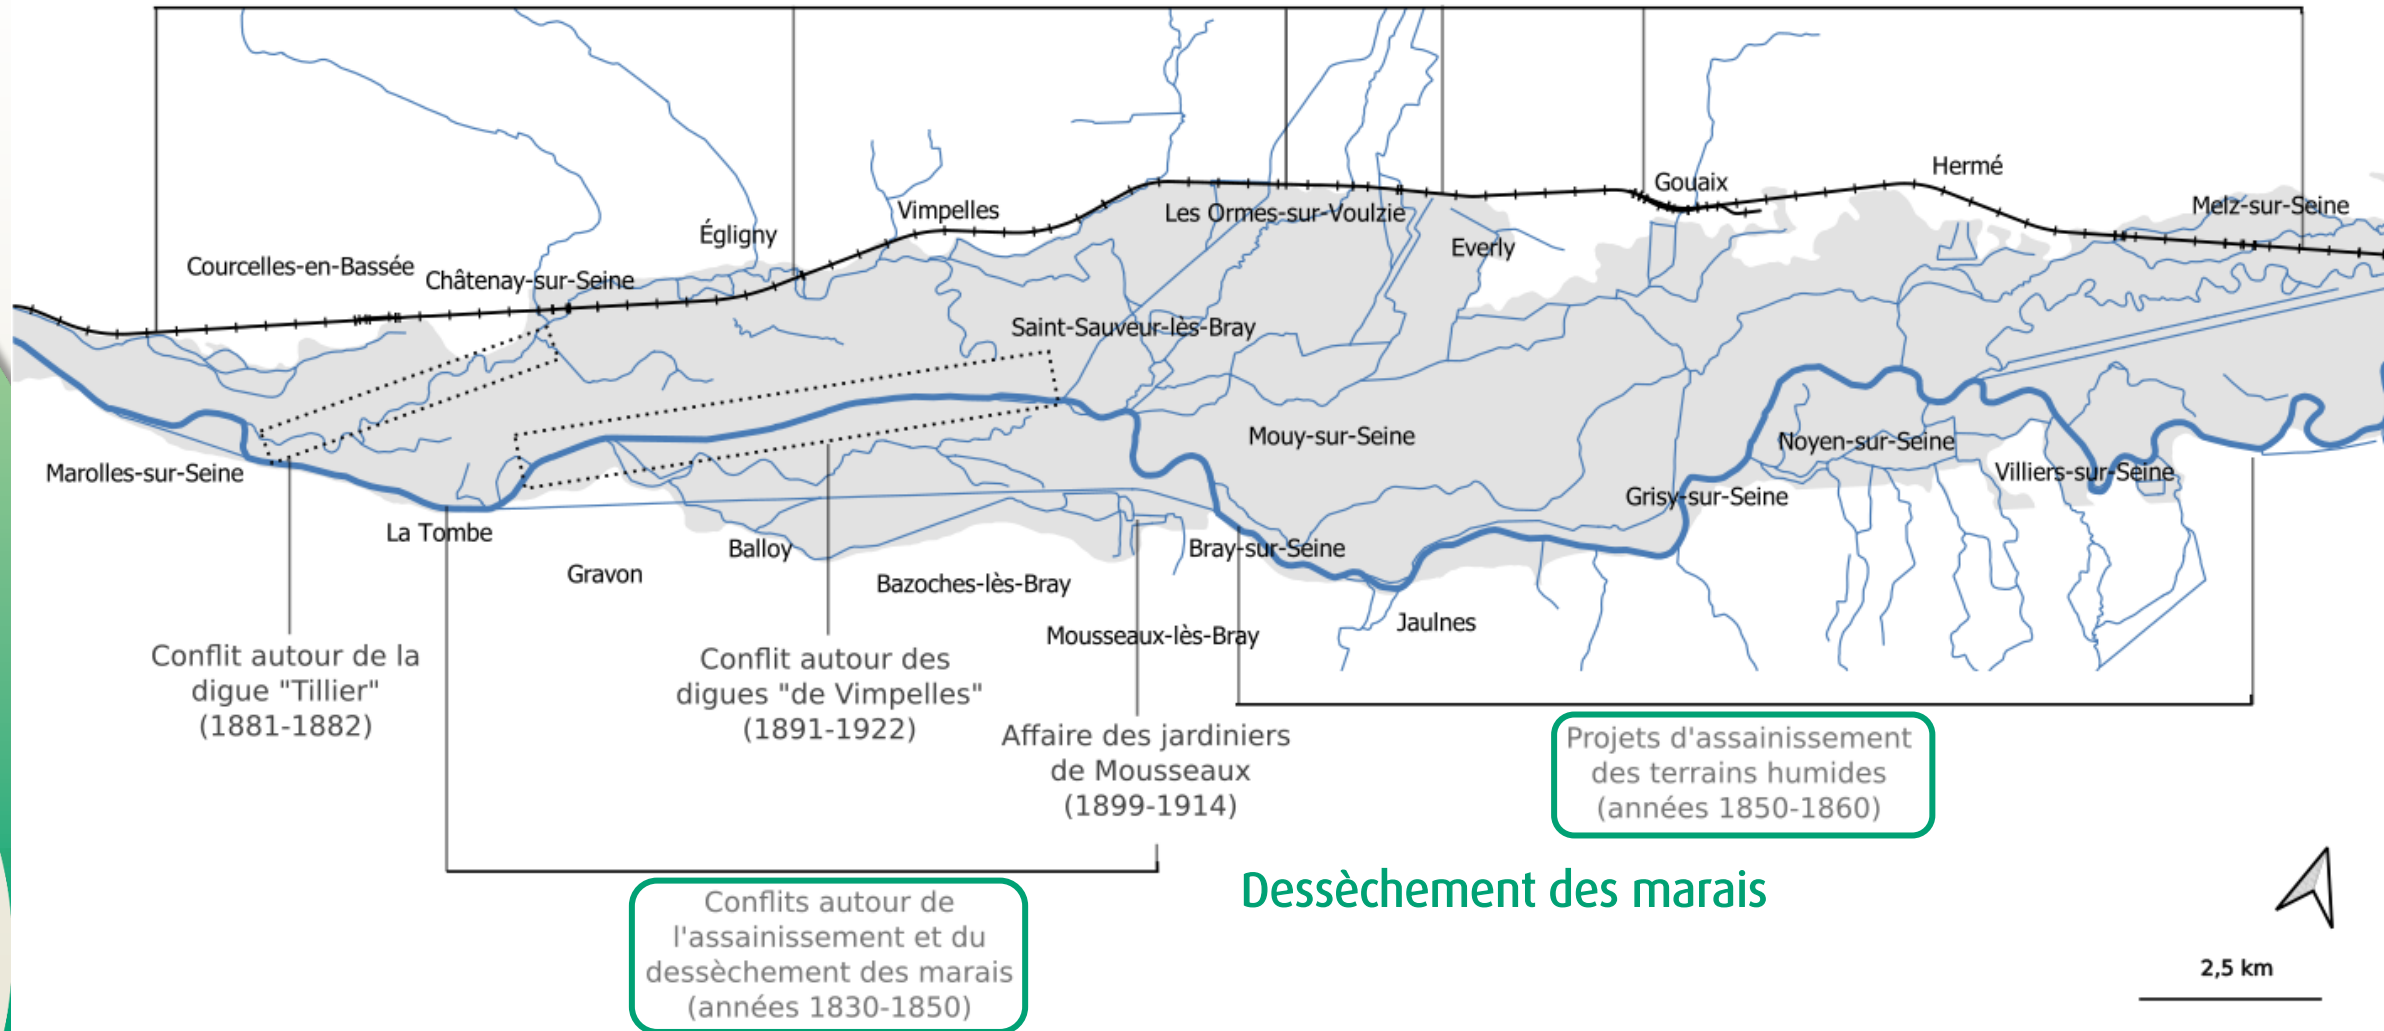 Hermé
Gouaix
Melz-sur-Seine
Vimpelles
Les Ormes-sur-Voulzie
Égligny
Everly
Courcelles-en-Bassée
Châtenay-sur-Seine
Saint-Sauveur-lès-Bray
Mouy-sur-Seine
Noyen-sur-Seine
Marolles-sur-Seine
Villiers-sur-Seine
Grisy-sur-Seine
La Tombe
Balloy
Bray-sur-Seine
Gravon
Bazoches-lès-Bray
Jaulnes
Mousseaux-lès-Bray
Conflit autour de la
digue "Tillier"
(1881-1882)
Conflit autour des
digues "de Vimpelles"
(1891-1922)
Affaire des jardiniers
de Mousseaux
(1899-1914)
Projets d'assainissement
des terrains humides
(années 1850-1860)
Dessèchement des marais
Conflits autour de
l'assainissement et du
dessèchement des marais
(années 1830-1850)
2,5 km